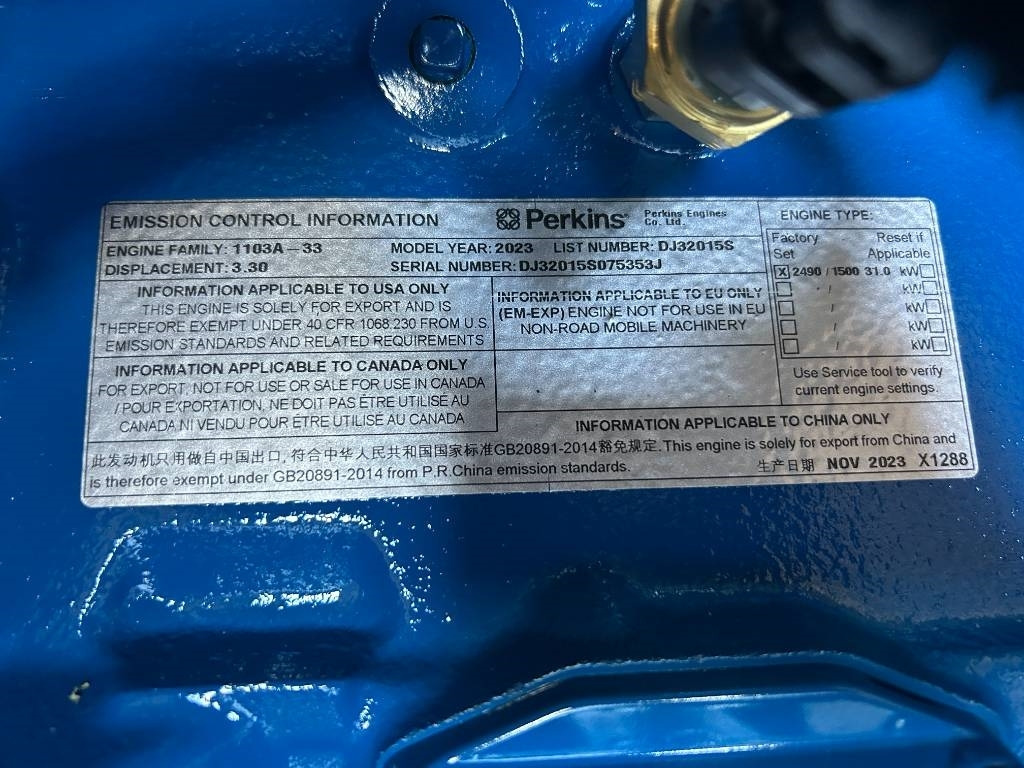 EMISSION CONTROL INFORMATION
Perkins
Perkins Engines
Co. Ltd.
ENGINE FAMILY: 1103A-33
MODEL YEAR: 2023 LIST NUMBER: DJ32015S
DISPLACEMENT: 3.30
SERIAL NUMBER: DJ32015S075353J
INFORMATION APPLICABLE TO USA ONLY
THIS ENGINE IS SOLELY FOR EXPORT AND IS
THEREFORE EXEMPT UNDER 40 CFR 1068.230 FROM U.S.
EMISSION STANDARDS AND RELATED REQUIREMENTS
INFORMATION APPLICABLE TO CANADA ONLY
FOR EXPORT, NOT FOR USE OR SALE FOR USE IN CANADA
/ POUR EXPORTATION, NE DOIT PAS ÊTRE UTILISÉ AU
CANADA NI VENDU POUR ÊTRE UTILISÉ AU CANADA
INFORMATION APPLICABLE TO EU ONLY
(EM-EXP) ENGINE NOT FOR USE IN EU
NON-ROAD MOBILE MACHINERY
ENGINE TYPE:
Factory Reset if
Set Applicable
X 2490 / 1500 31.0 kW
/ kW
/ kW
/ kW
/ kW
Use Service tool to verify
current engine settings.
INFORMATION APPLICABLE TO CHINA ONLY
此发动机只用做自中国出口, 符合中华人民共和国国家标准GB20891-2014豁免规定. This engine is solely for export from China and
is therefore exempt under GB20891-2014 from P.R.China emission standards.
生产日期 NOV 2023 X1288